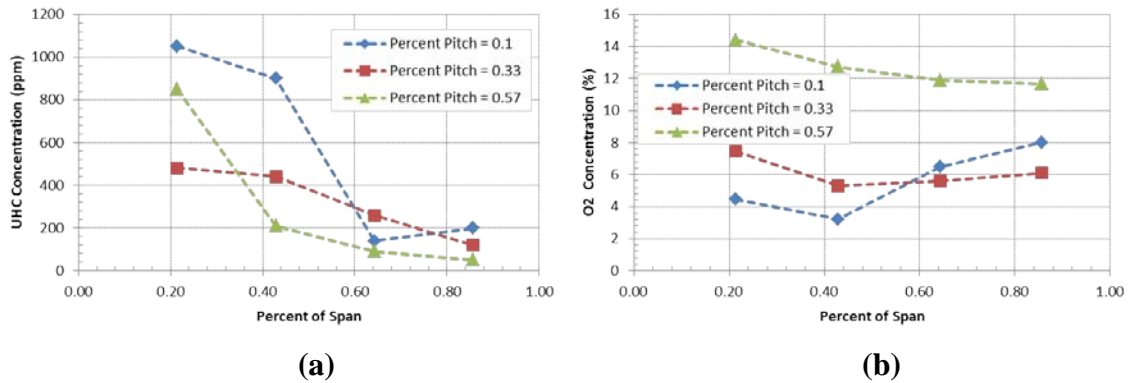 1200
1000
800
600
400
200
0
UHC Concentration (ppm)
Percent Pitch = 0.1
Percent Pitch = 0.33
Percent Pitch = 0.57
0.00 0.20 0.40 0.60 0.80 1.00
Percent of Span
(a)
16
14
12
10
8
6
4
2
0
O2 Concentration (%)
Percent Pitch = 0.1
Percent Pitch = 0.33
Percent Pitch = 0.57
0.00 0.20 0.40 0.60 0.80 1.00
Percent of Span
(b)